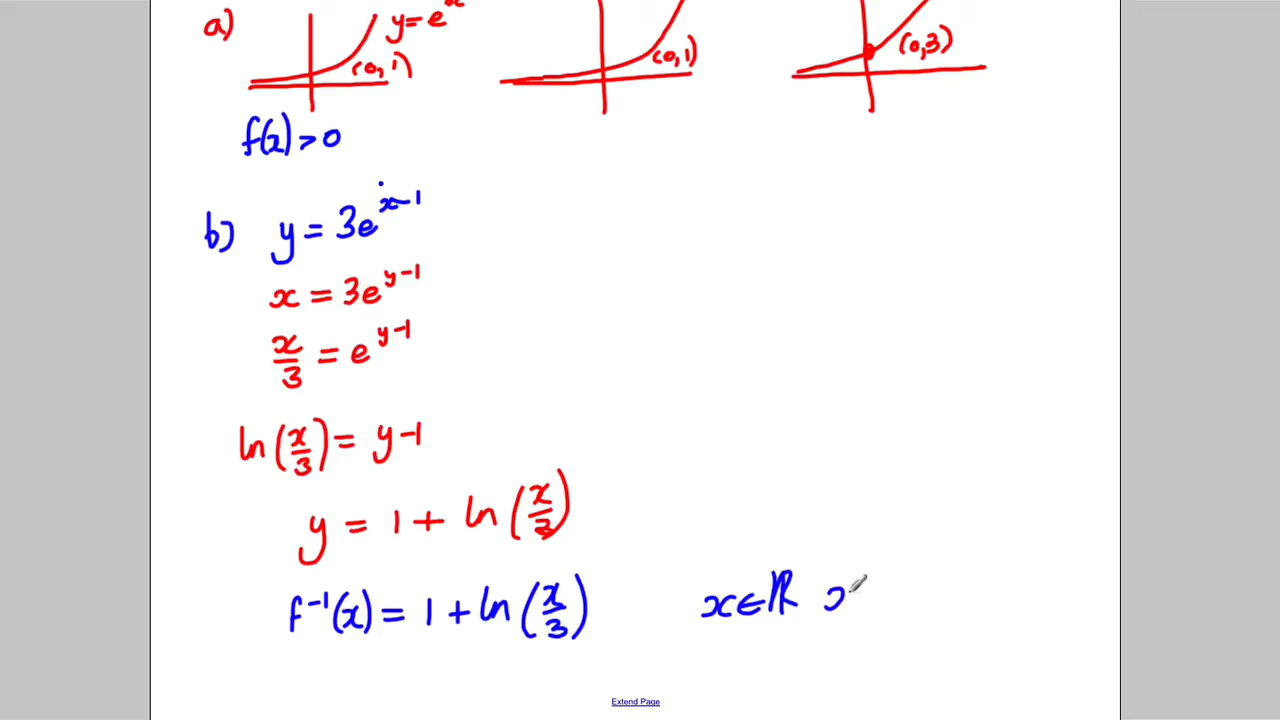 a) y=e^x (0,1) (0,1) (0,3)
f(x)>0
b) y = 3e^{x-1}
x = 3e^{y-1}
x/3 = e^{y-1}
ln(x/3) = y-1
y = 1 + ln(x/3)
f^{-1}(x) = 1 + ln(x/3) x∈ℝ x
Extend Page